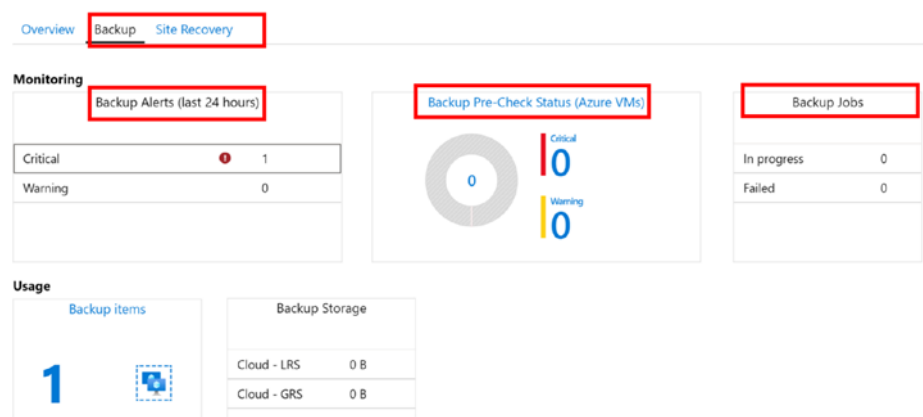 Overview Backup Site Recovery
Monitoring
Backup Alerts (last 24 hours)
Critical 1
Warning 0
Backup Pre-Check Status (Azure VMs)
0
Critical
0
Warning
0
Backup Jobs
In progress 0
Failed 0
Usage
Backup items
1
Backup Storage
Cloud - LRS 0 B
Cloud - GRS 0 B